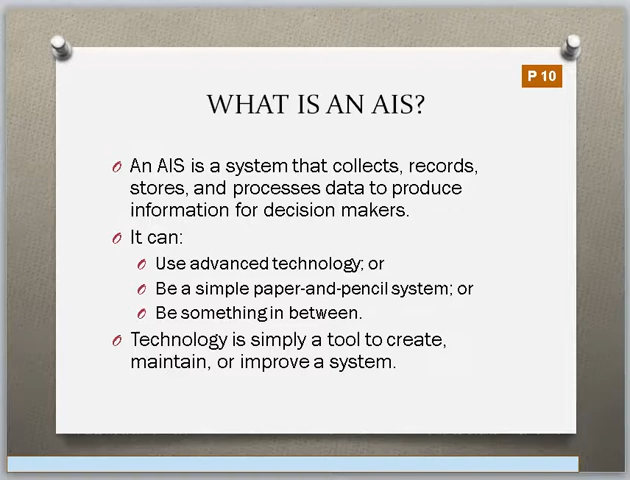 P 10
WHAT IS AN AIS?
An AIS is a system that collects, records,
stores, and processes data to produce
information for decision makers.
It can:
Use advanced technology; or
Be a simple paper-and-pencil system; or
Be something in between.
Technology is simply a tool to create,
maintain, or improve a system.